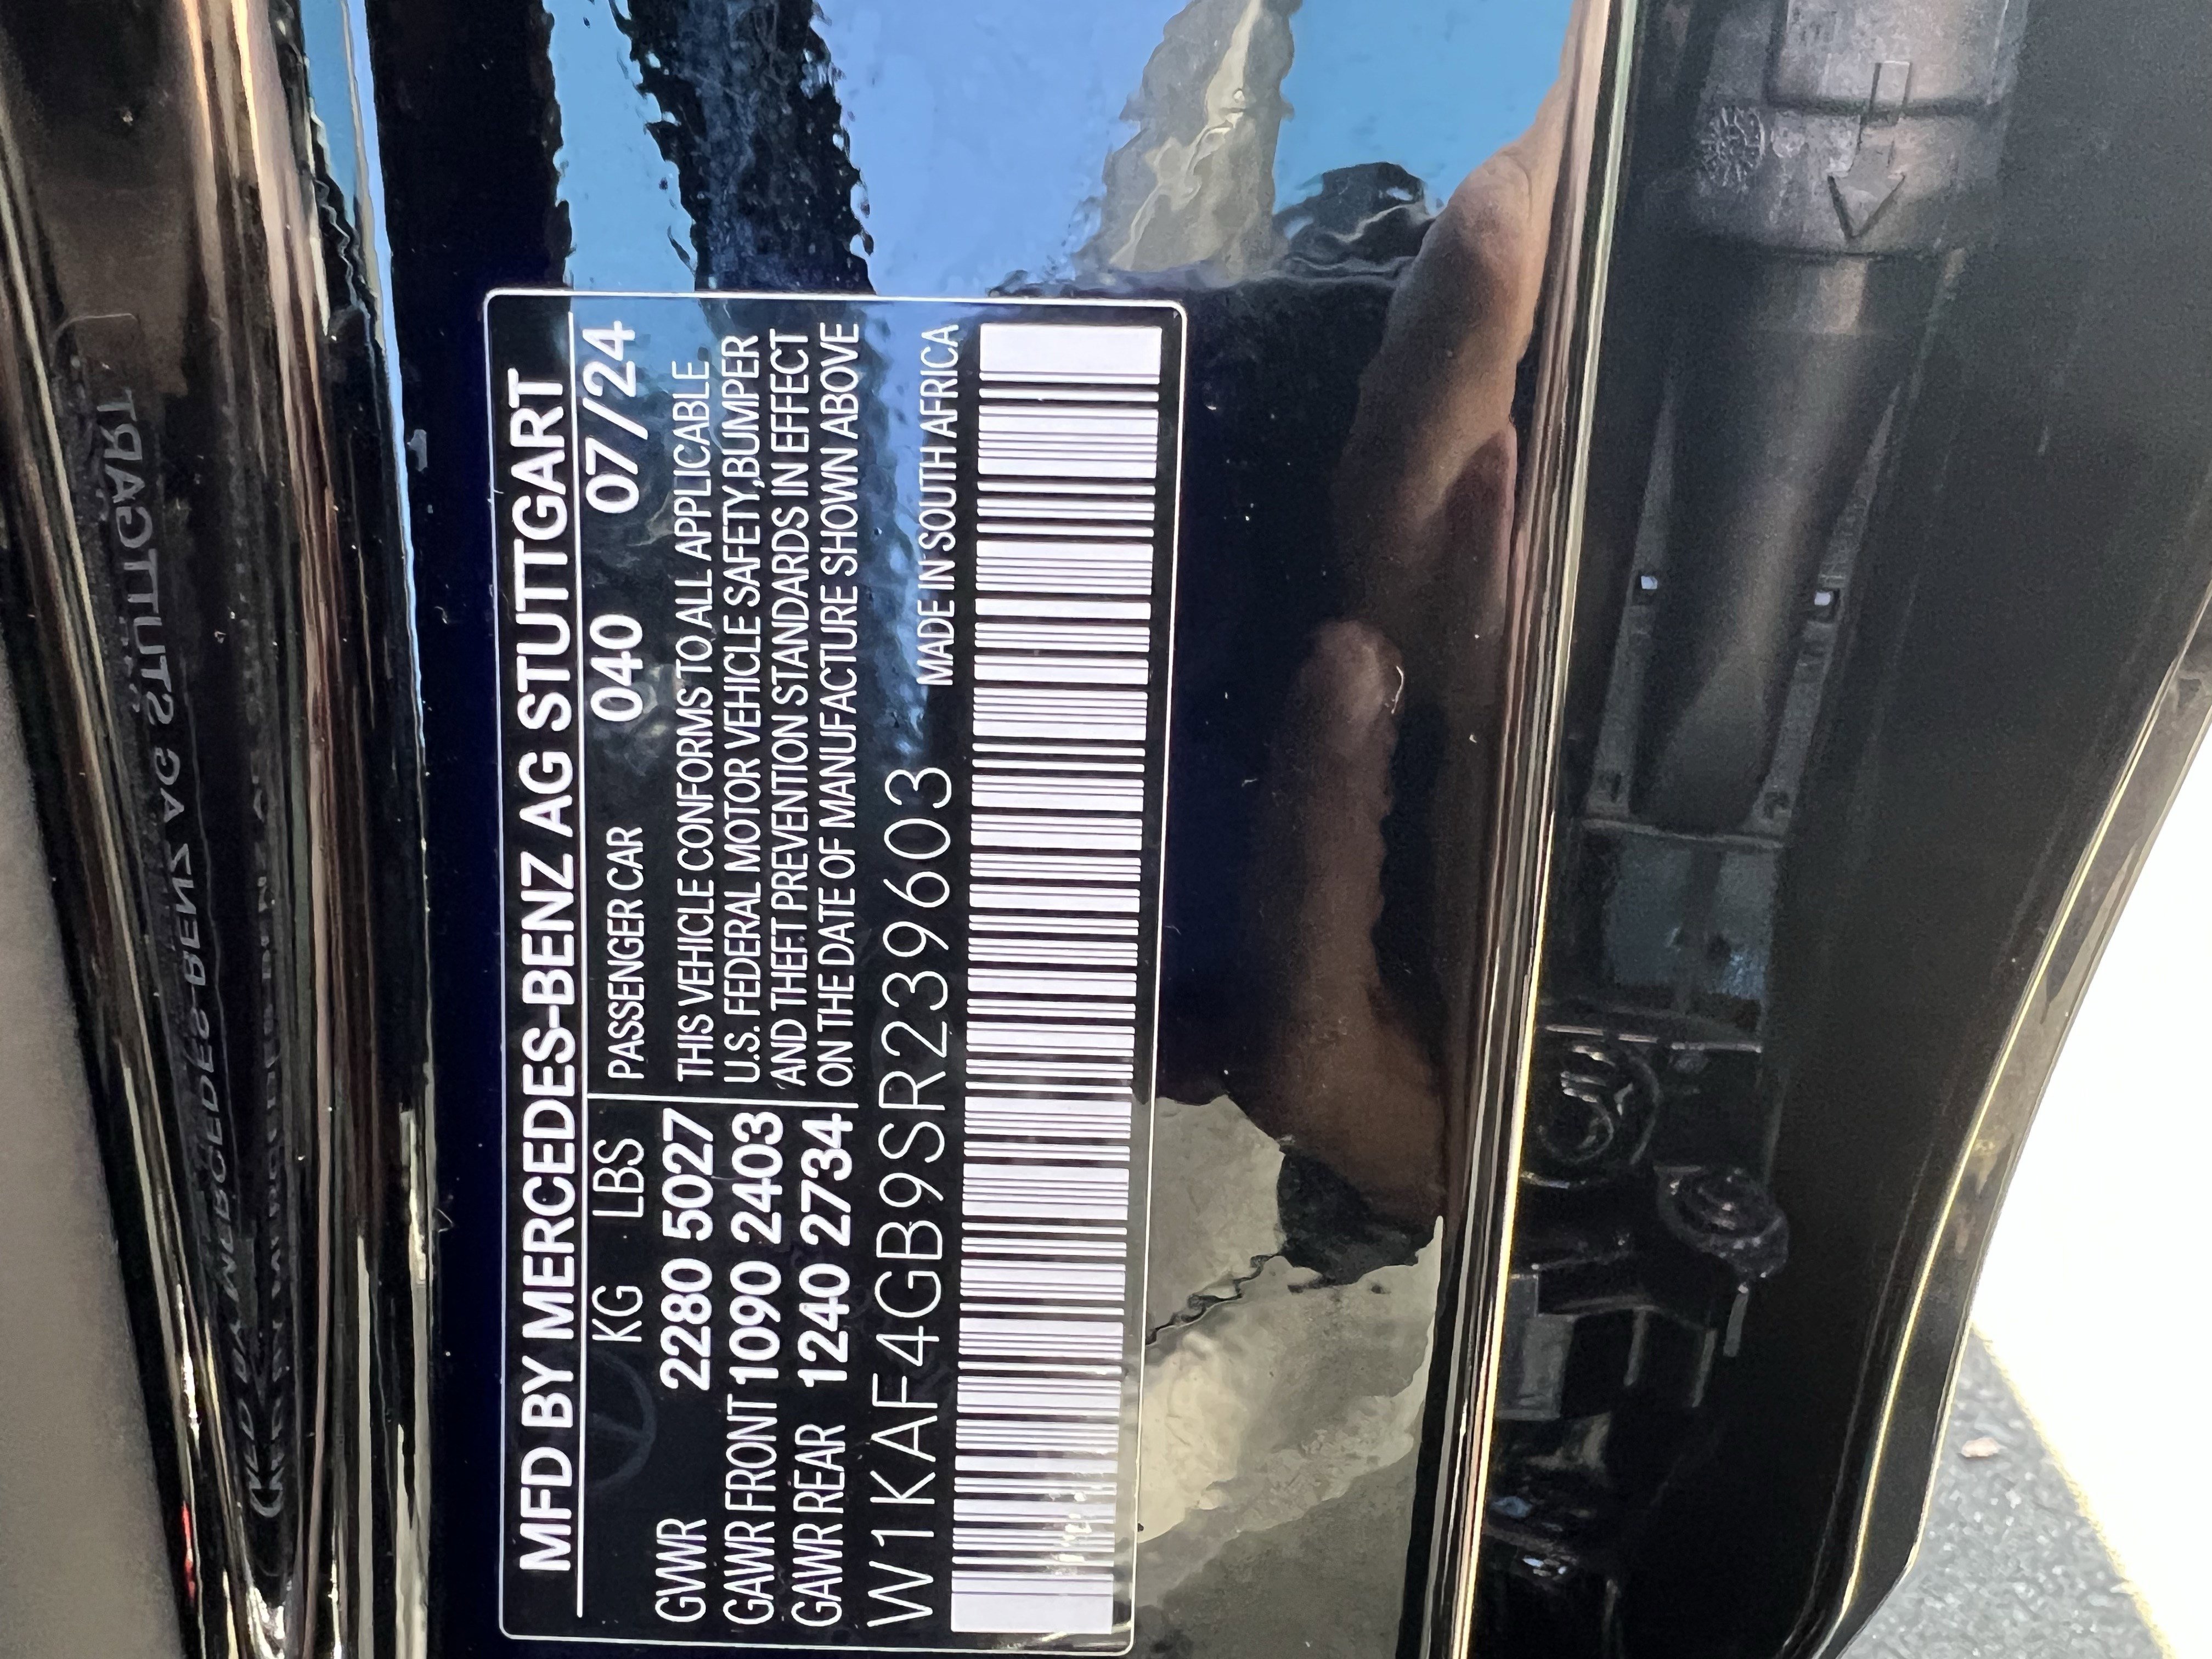 MFD BY MERCEDES-BENZ AG STUTTGART
KG LBS PASSENGER CAR 040 07/24
GVWR 2280 5027 THIS VEHICLE CONFORMS TO ALL APPLICABLE
GAWR FRONT 1090 2403 U.S. FEDERAL MOTOR VEHICLE SAFETY,BUMPER
GAWR REAR 1240 2734 AND THEFT PREVENTION STANDARDS IN EFFECT
ON THE DATE OF MANUFACTURE SHOWN ABOVE
W1KAF4GB9SR239603 MADE IN SOUTH AFRICA